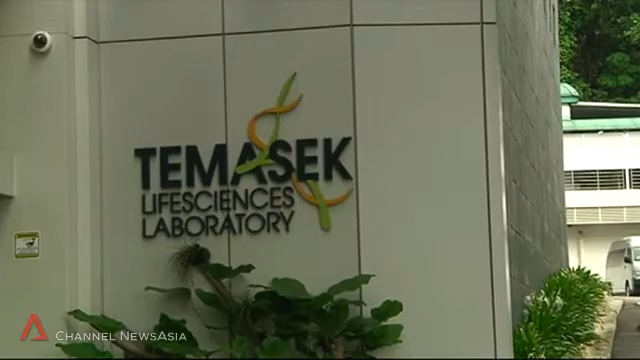 TEMASEK
LIFESCIENCES
LABORATORY
CHANNEL NEWSASIA